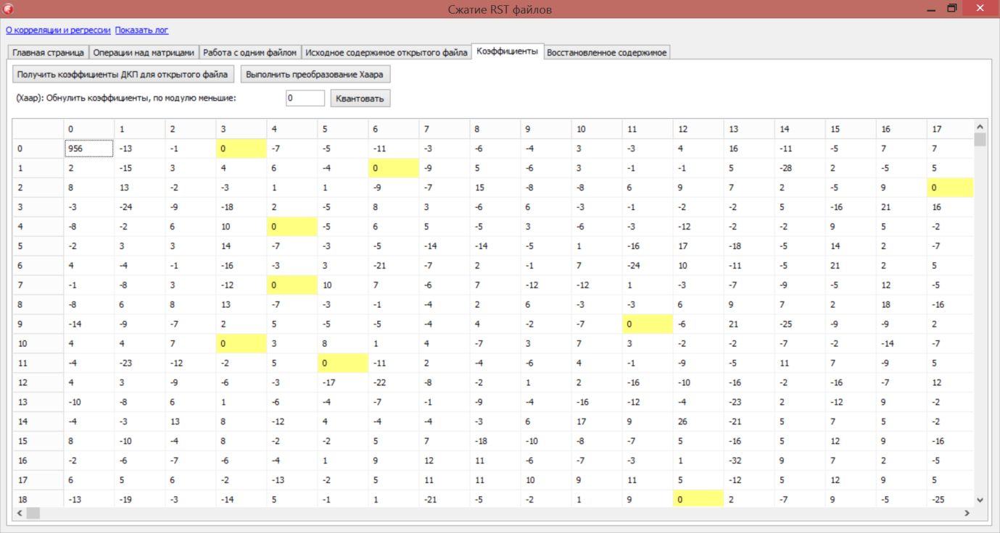 Сжатие RST файлов
О корреляции и регрессии Показать лог
Главная страница Операции над матрицами Работа с одним файлом Исходное содержимое открытого файла Коэффициенты Восстановленное содержимое
Получить коэффициенты ДКП для открытого файла Выполнить преобразование Хаара
(Хаар): Обнулить коэффициенты, по модулю меньшие: 0 Квантовать
0 1 2 3 4 5 6 7 8 9 10 11 12 13 14 15 16 17
0 956 -13 -1 0 -7 -5 -11 -3 -6 -4 3 -3 4 16 -11 -5 7 7
1 2 -15 3 4 6 -4 0 -9 5 -6 3 -1 -1 5 -28 2 -5 5
2 8 13 -2 -3 1 1 -9 -7 15 -8 -8 6 9 7 2 -5 9 0
3 -3 -24 -9 -18 2 -5 8 3 -6 6 -3 -1 -2 -2 5 -16 21 16
4 -8 -2 6 10 0 -5 6 5 -5 3 -6 -3 -12 -2 -2 9 5 -2
5 -2 3 3 14 -7 -3 -5 -14 -14 -5 1 -16 17 -18 -5 14 2 -7
6 4 -4 -1 -16 -3 3 -21 -7 2 -1 7 -24 10 -11 -5 21 2 5
7 -1 -8 3 -12 0 10 7 -6 7 -12 -12 1 -3 -7 -9 -5 12 -5
8 -8 6 8 13 -7 -3 -1 -4 2 6 -3 -3 6 9 7 2 18 -16
9 -14 -9 -7 2 5 -5 -5 -4 4 -2 -7 0 -6 21 -25 -9 -9 2
10 4 4 7 0 3 8 1 4 -7 3 7 3 -2 -2 -7 -2 -14 -7
11 -4 -23 -12 -2 5 0 -11 2 -4 -6 4 -1 -9 -5 11 7 -9 5
12 4 3 -9 -6 -3 -17 -22 -8 -2 1 2 -16 -10 -16 -2 -16 -7 12
13 -10 -8 6 1 -6 -4 -7 -1 -9 -4 -16 -12 -4 -23 2 -12 9 -2
14 -4 -3 13 8 -12 4 -4 -4 -3 6 17 9 26 -21 5 7 5 -2
15 8 -10 -4 8 -2 -2 5 7 -18 -10 -8 -7 5 -16 5 12 9 -16
16 -2 -6 -7 -6 -4 1 9 12 11 -6 -7 -3 1 -32 9 7 2 -5
17 6 5 6 -2 -13 -2 5 11 11 10 9 11 5 -12 5 12 9 5
18 -13 -19 -3 -14 5 -1 1 -21 -5 -2 1 9 0 2 -7 9 -5 -25